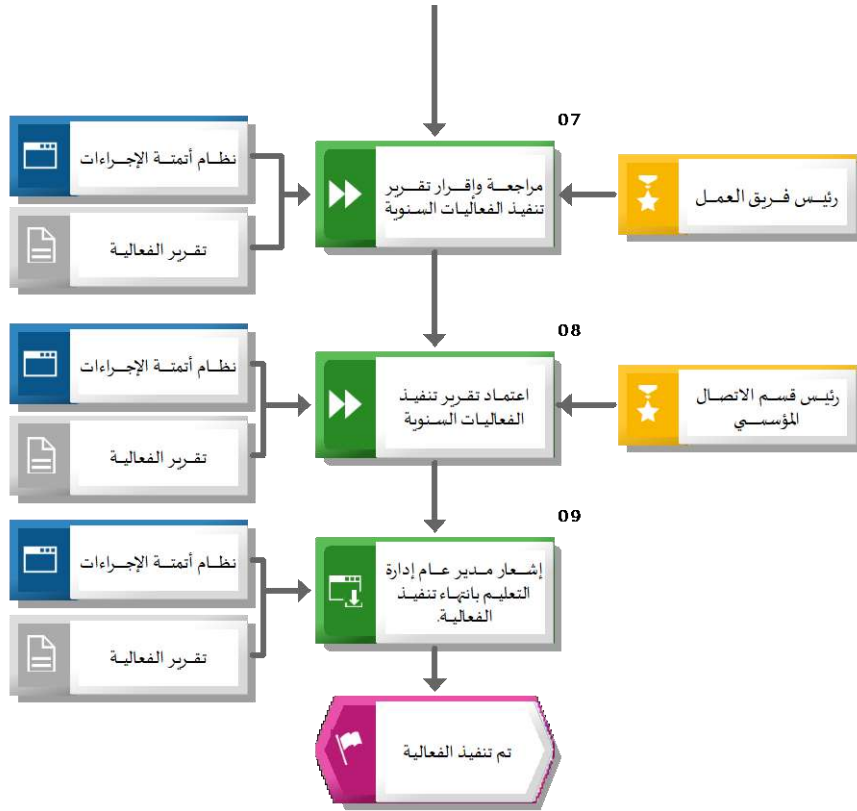 07
رئيس فريق العمل
مراجعة وإقرار تقرير
تنفيذ الفعاليات السنوية
نظام أتمتة الإجراءات
تقرير الفعالية
08
رئيس قسم الاتصال
المؤسسي
اعتماد تقرير تنفيذ
الفعاليات السنوية
نظام أتمتة الإجراءات
تقرير الفعالية
09
إشعار مدير عام إدارة
التعليم بانتهاء تنفيذ
الفعالية.
نظام أتمتة الإجراءات
تقرير الفعالية
تم تنفيذ الفعالية